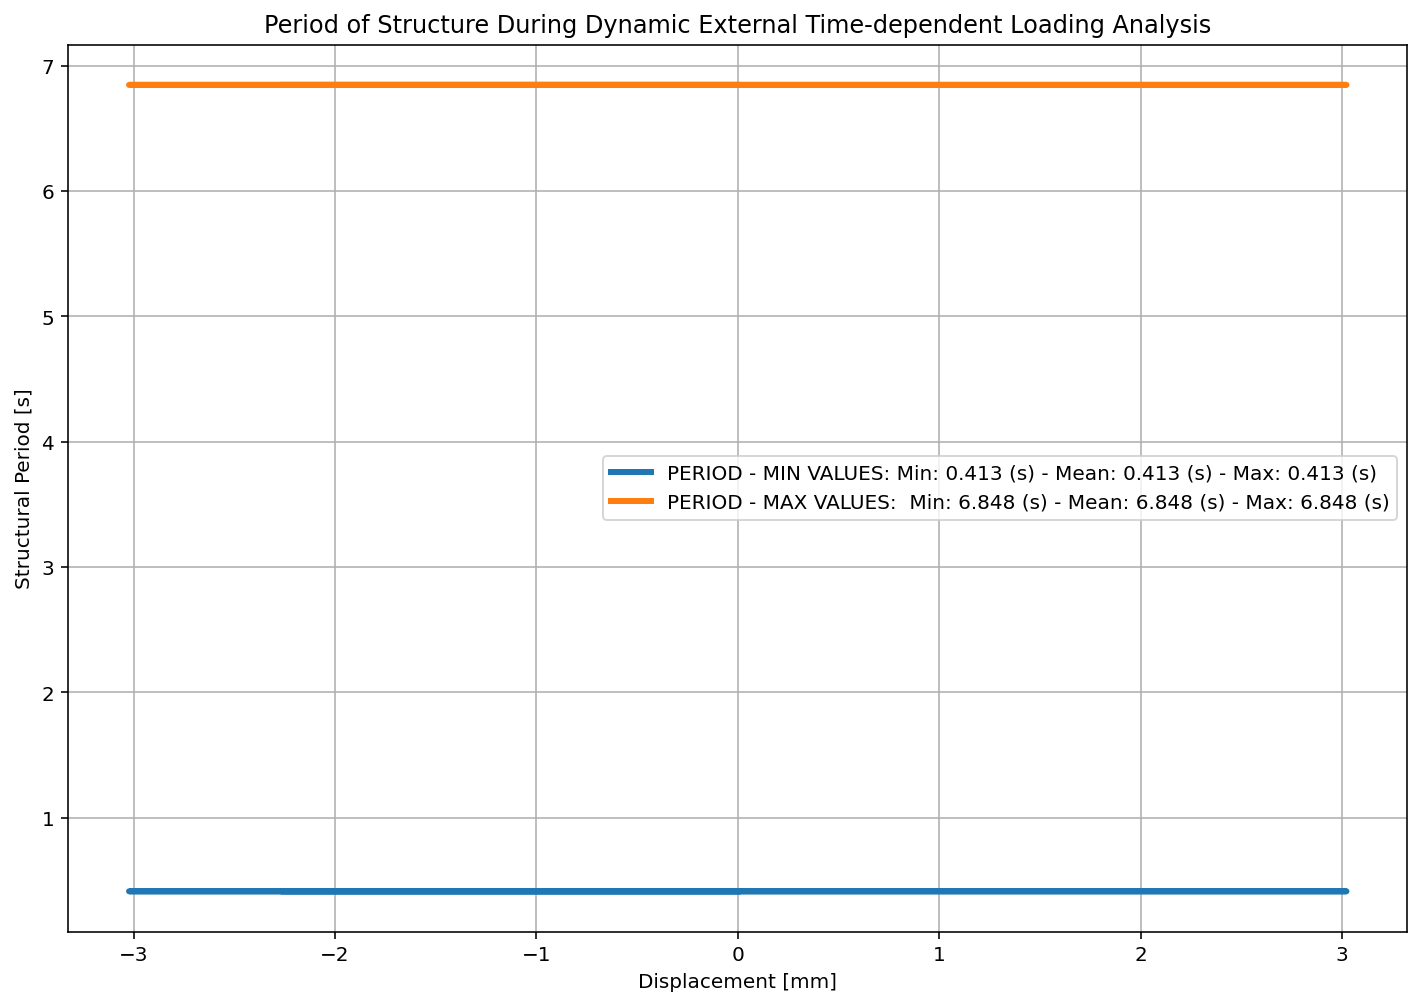 Period of Structure During Dynamic External Time-dependent Loading Analysis
7
6
5
4
3
2
1
Structural Period [s]
PERIOD - MIN VALUES: Min: 0.413 (s) - Mean: 0.413 (s) - Max: 0.413 (s)
PERIOD - MAX VALUES:  Min: 6.848 (s) - Mean: 6.848 (s) - Max: 6.848 (s)
−3 −2 −1 0 1 2 3
Displacement [mm]